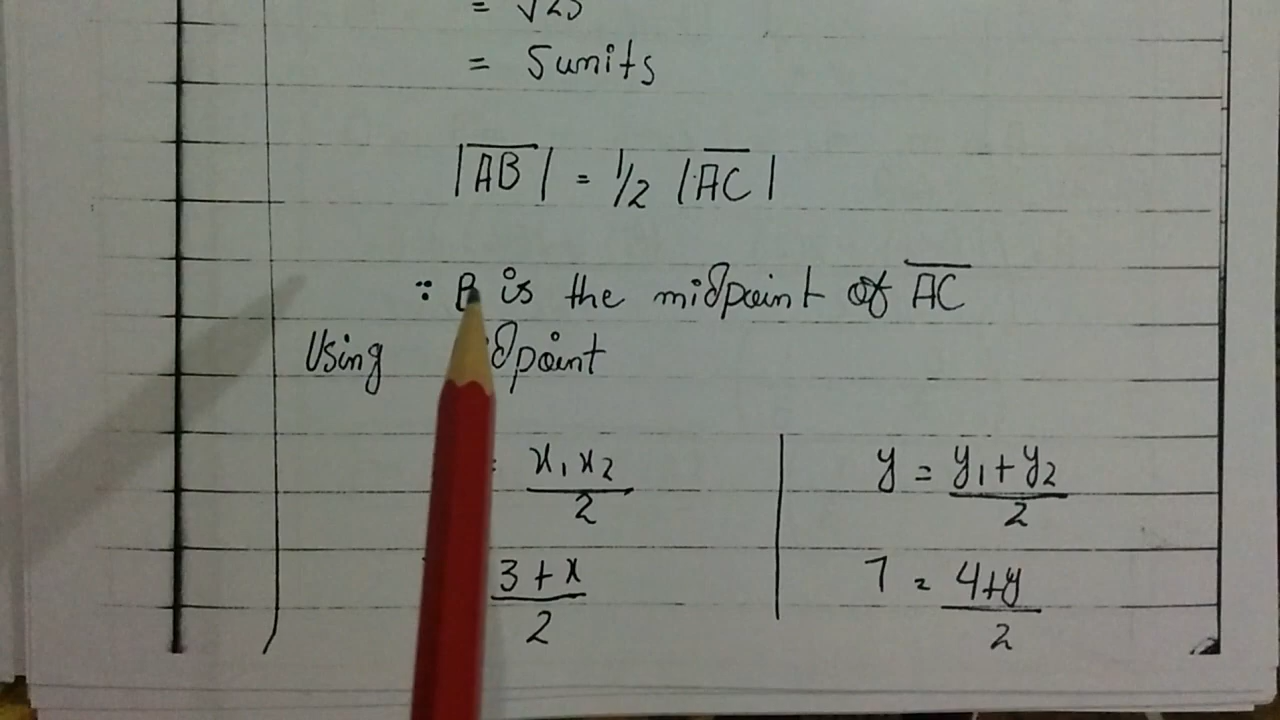 = √25
= 5units
|AB| = 1/2 |AC|
∵ B is the midpoint of AC
Using
= x₁ x₂ / 2
y = y₁ + y₂ / 2
3 + x / 2
7 = 4 + y / 2